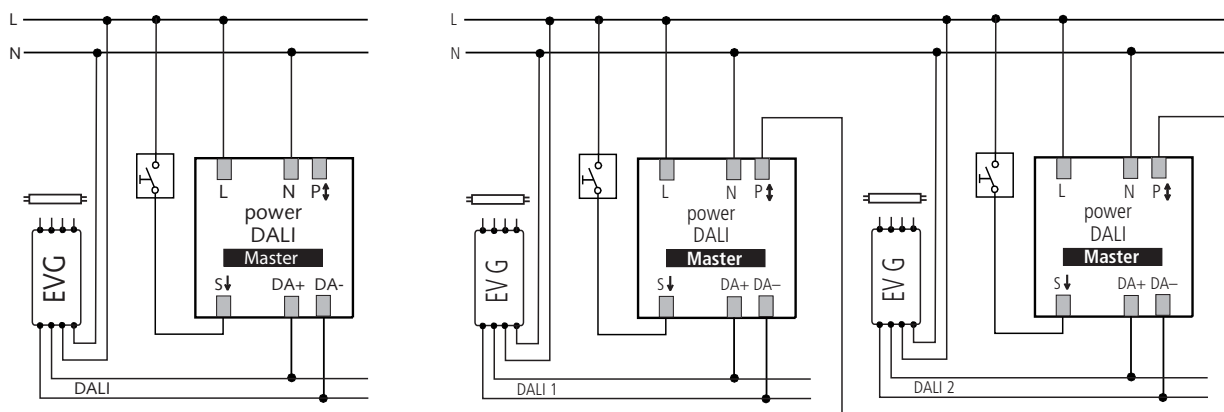 L
N
L N P
power
DALI
Master
S DA+ DA-
EVG
DALI
L
N
L N P
power
DALI
Master
S DA+ DA–
EVG
DALI 1
L N P
power
DALI
Master
S DA+ DA–
EVG
DALI 2